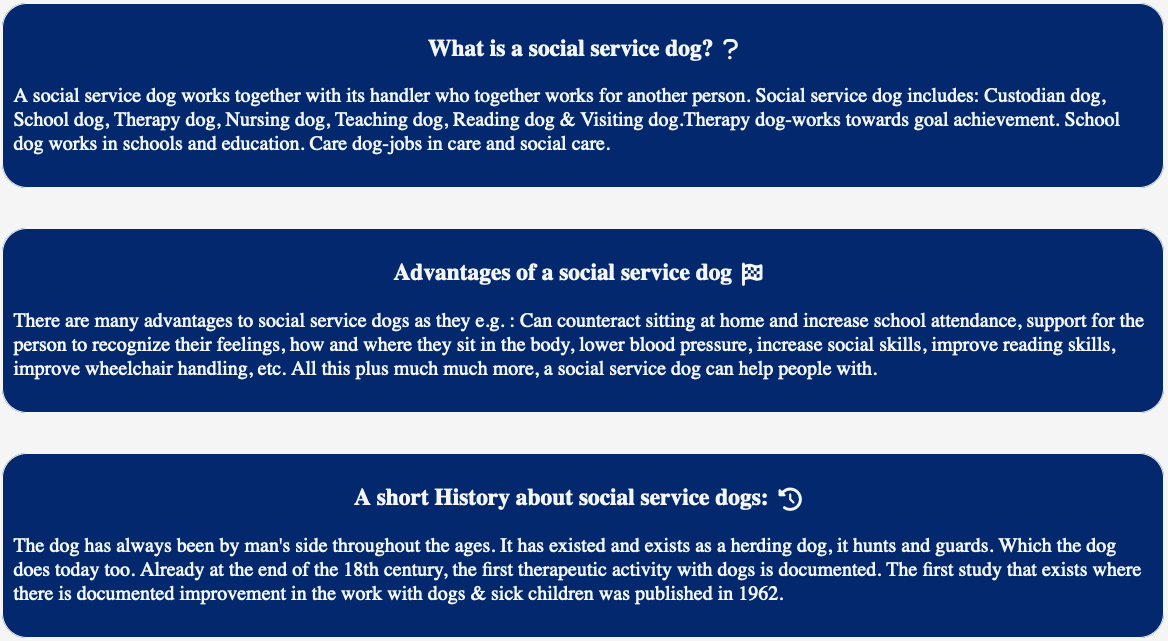 What is a social service dog? ?
A social service dog works together with its handler who together works for another person. Social service dog includes: Custodian dog,
School dog, Therapy dog, Nursing dog, Teaching dog, Reading dog & Visiting dog.Therapy dog-works towards goal achievement. School
dog works in schools and education. Care dog-jobs in care and social care.
Advantages of a social service dog
There are many advantages to social service dogs as they e.g. : Can counteract sitting at home and increase school attendance, support for the
person to recognize their feelings, how and where they sit in the body, lower blood pressure, increase social skills, improve reading skills,
improve wheelchair handling, etc. All this plus much much more, a social service dog can help people with.
A short History about social service dogs:
The dog has always been by man's side throughout the ages. It has existed and exists as a herding dog, it hunts and guards. Which the dog
does today too. Already at the end of the 18th century, the first therapeutic activity with dogs is documented. The first study that exists where
there is documented improvement in the work with dogs & sick children was published in 1962.